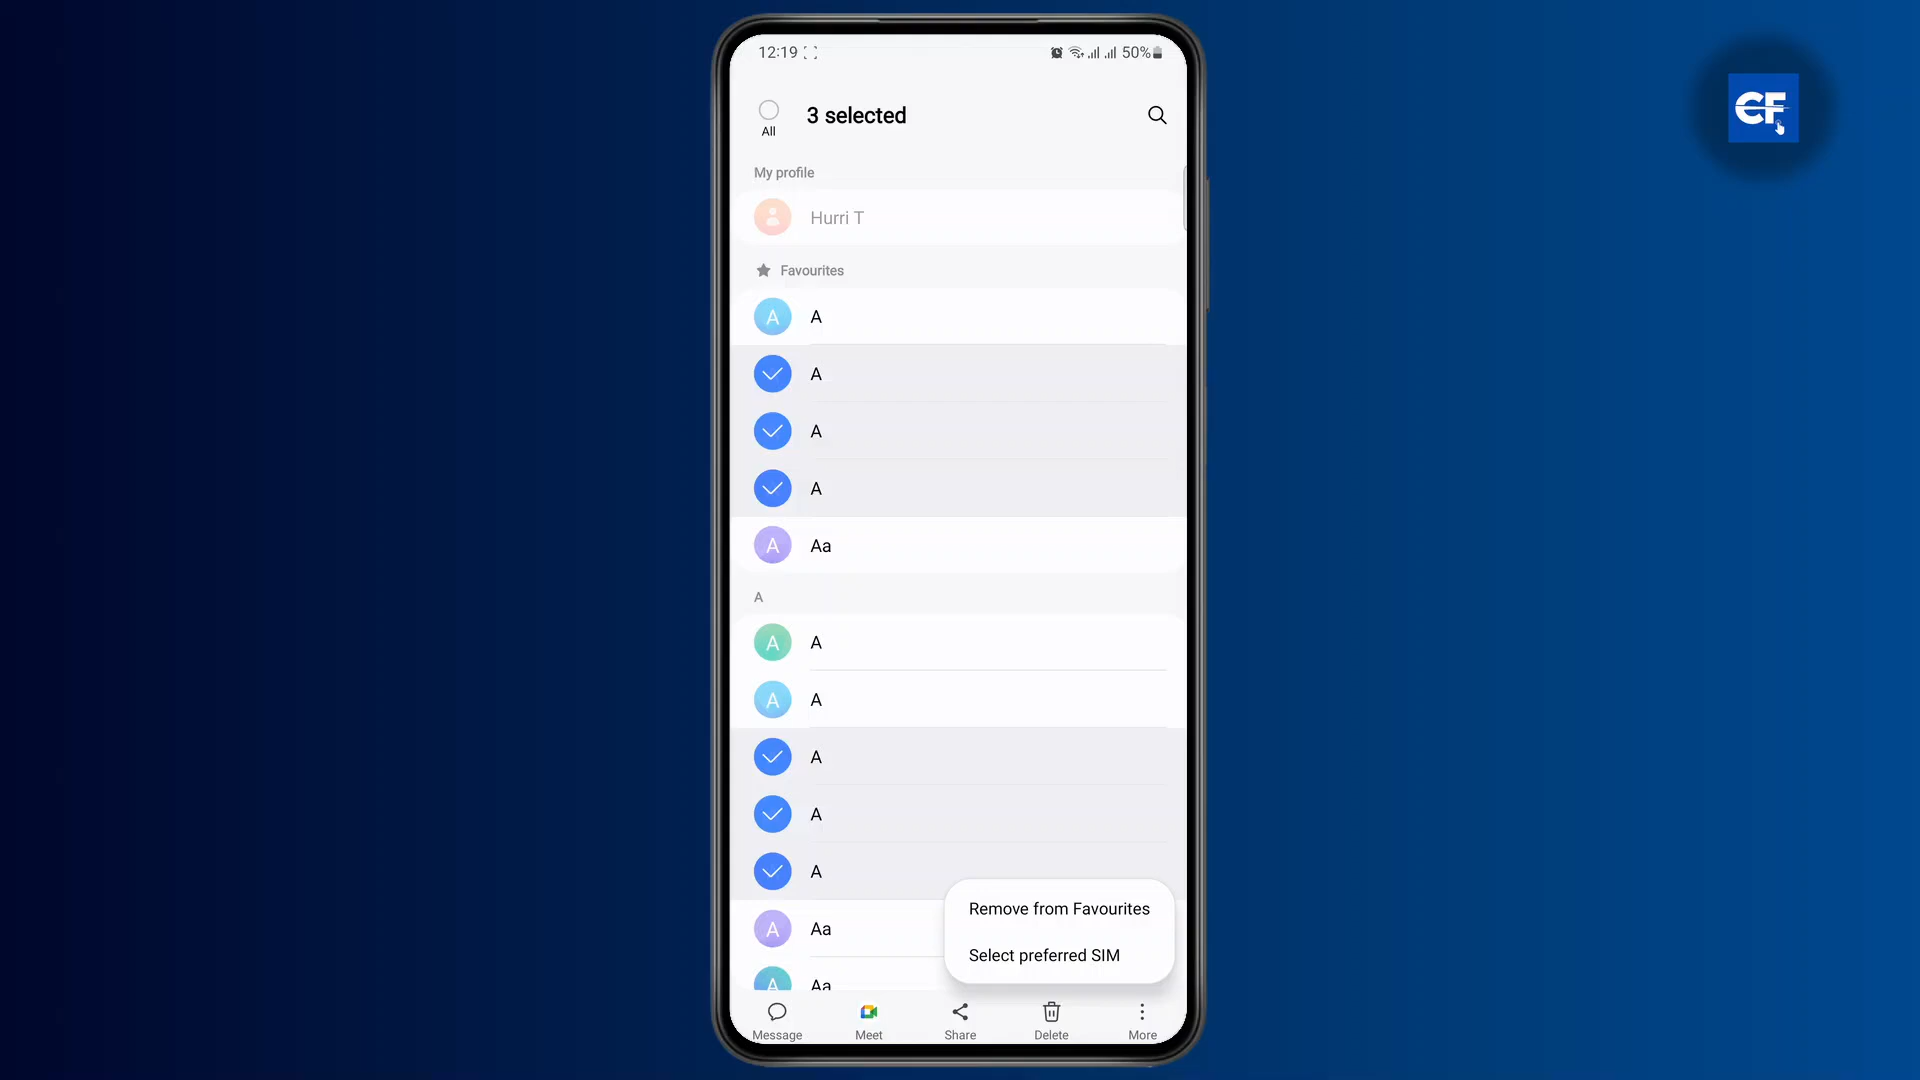 12:19
50%
CF
All
3 selected
My profile
Hurri T
Favourites
A A
A
A
A
A Aa
A
A A
A A
A
A
A
A Aa
A Aa
Remove from Favourites
Select preferred SIM
Message Meet Share Delete More